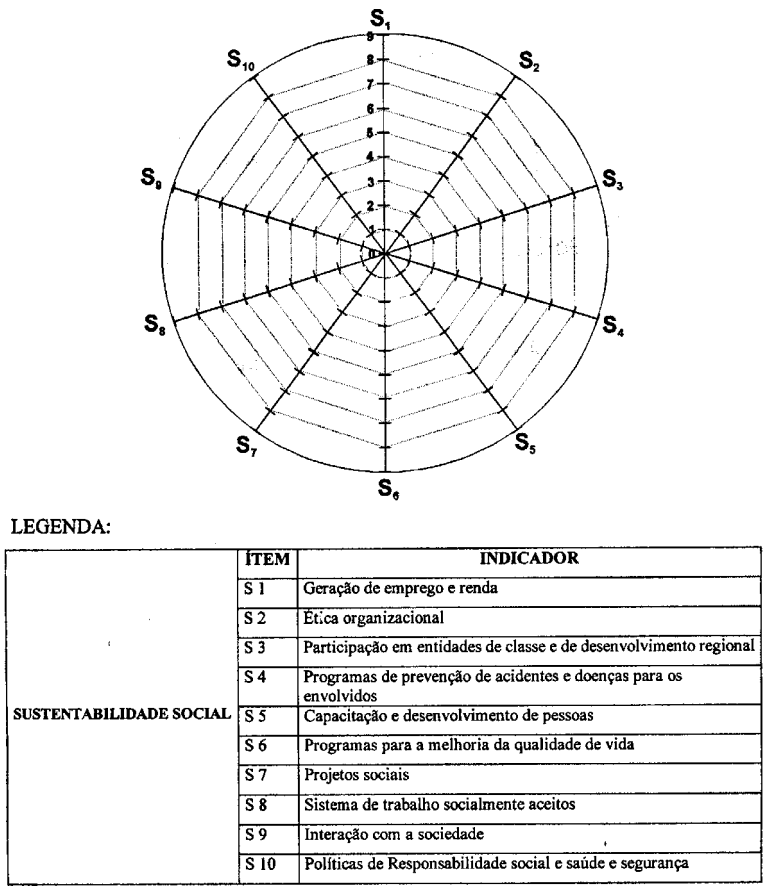 S1
9
S10
S2
8
7
6
5
4
S9
3
S3
2
1
0
S8
S4
S7
S5
S6
LEGENDA:
ÍTEM INDICADOR
S 1 Geração de emprego e renda
S 2 Ética organizacional
S 3 Participação em entidades de classe e de desenvolvimento regional
S 4 Programas de prevenção de acidentes e doenças para os
envolvidos
SUSTENTABILIDADE SOCIAL S 5 Capacitação e desenvolvimento de pessoas
S 6 Programas para a melhoria da qualidade de vida
S 7 Projetos sociais
S 8 Sistema de trabalho socialmente aceitos
S 9 Interação com a sociedade
S 10 Políticas de Responsabilidade social e saúde e segurança